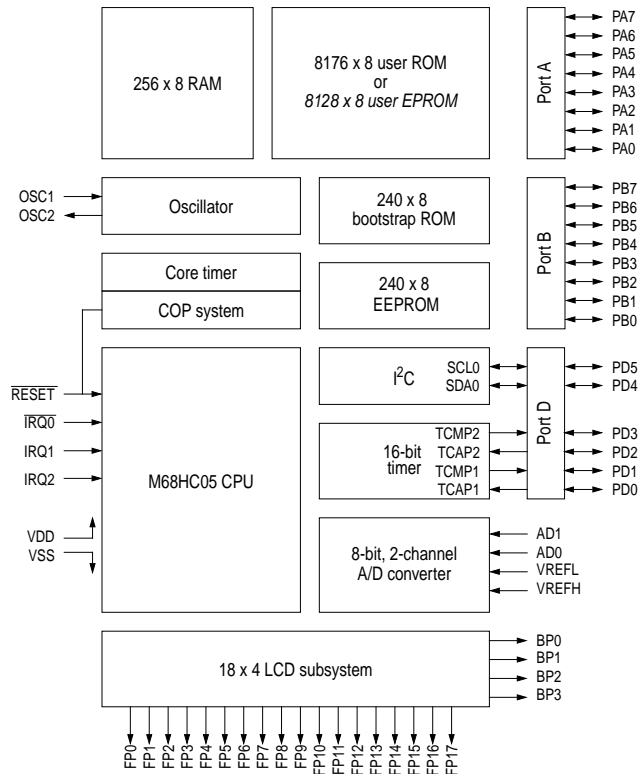 256 x 8 RAM
8176 x 8 user ROM
or
8128 x 8 user EPROM
Port A
PA7
PA6
PA5
PA4
PA3
PA2
PA1
PA0
OSC1
OSC2
Oscillator
240 x 8
bootstrap ROM
Port B
PB7
PB6
PB5
PB4
PB3
PB2
PB1
PB0
Core timer
COP system
240 x 8
EEPROM
RESET
IRQ0
IRQ1
IRQ2
VDD
VSS
M68HC05 CPU
I²C
SCL0
SDA0
Port D
PD5
PD4
16-bit
timer
TCMP2
TCAP2
TCMP1
TCAP1
PD3
PD2
PD1
PD0
8-bit, 2-channel
A/D converter
AD1
AD0
VREFL
VREFH
18 x 4 LCD subsystem
BP0
BP1
BP2
BP3
FP0
FP1
FP2
FP3
FP4
FP5
FP6
FP7
FP8
FP9
FP10
FP11
FP12
FP13
FP14
FP15
FP16
FP17